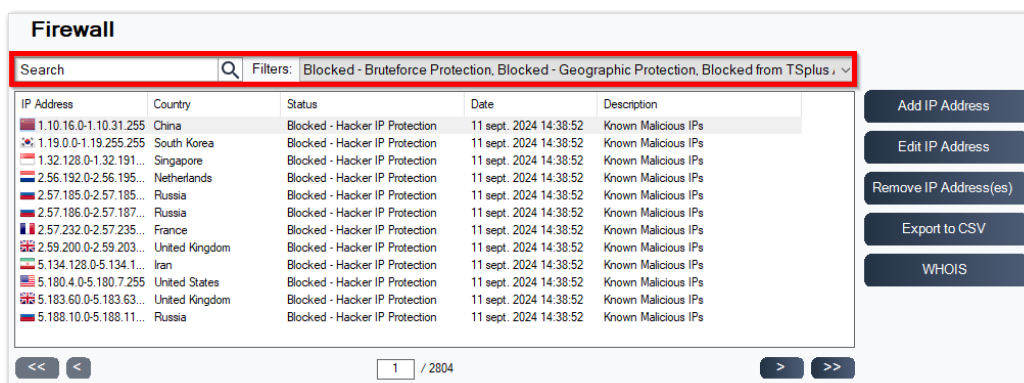 Firewall
Search Filters: Blocked - Bruteforce Protection, Blocked - Geographic Protection, Blocked from TSplus
IP Address Country Status Date Description
1.10.16.0-1.10.31.255 China Blocked - Hacker IP Protection 11 sept. 2024 14:38:52 Known Malicious IPs
1.19.0.0-1.19.255.255 South Korea Blocked - Hacker IP Protection 11 sept. 2024 14:38:52 Known Malicious IPs
1.32.128.0-1.32.191... Singapore Blocked - Hacker IP Protection 11 sept. 2024 14:38:52 Known Malicious IPs
2.56.192.0-2.56.195... Netherlands Blocked - Hacker IP Protection 11 sept. 2024 14:38:52 Known Malicious IPs
2.57.185.0-2.57.185... Russia Blocked - Hacker IP Protection 11 sept. 2024 14:38:52 Known Malicious IPs
2.57.186.0-2.57.187... Russia Blocked - Hacker IP Protection 11 sept. 2024 14:38:52 Known Malicious IPs
2.57.232.0-2.57.235... France Blocked - Hacker IP Protection 11 sept. 2024 14:38:52 Known Malicious IPs
2.59.200.0-2.59.203... United Kingdom Blocked - Hacker IP Protection 11 sept. 2024 14:38:52 Known Malicious IPs
5.134.128.0-5.134.1... Iran Blocked - Hacker IP Protection 11 sept. 2024 14:38:52 Known Malicious IPs
5.180.4.0-5.180.7.255 United States Blocked - Hacker IP Protection 11 sept. 2024 14:38:52 Known Malicious IPs
5.183.60.0-5.183.63... United Kingdom Blocked - Hacker IP Protection 11 sept. 2024 14:38:52 Known Malicious IPs
5.188.10.0-5.188.11... Russia Blocked - Hacker IP Protection 11 sept. 2024 14:38:52 Known Malicious IPs
<< < 1 / 2804 > >>
Add IP Address
Edit IP Address
Remove IP Address(es)
Export to CSV
WHOIS